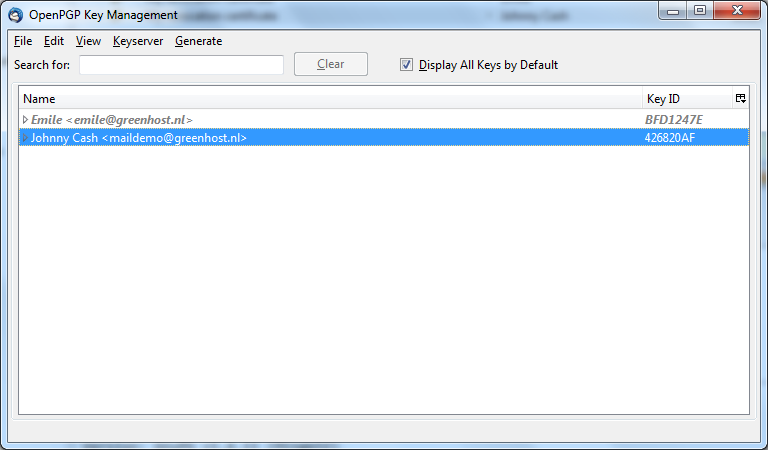 OpenPGP Key Management
File Edit View Keyserver Generate
Search for: Clear Display All Keys by Default
Name Key ID
Emile <emile@greenhost.nl> BFD1247E
Johnny Cash <maildemo@greenhost.nl> 426820AF